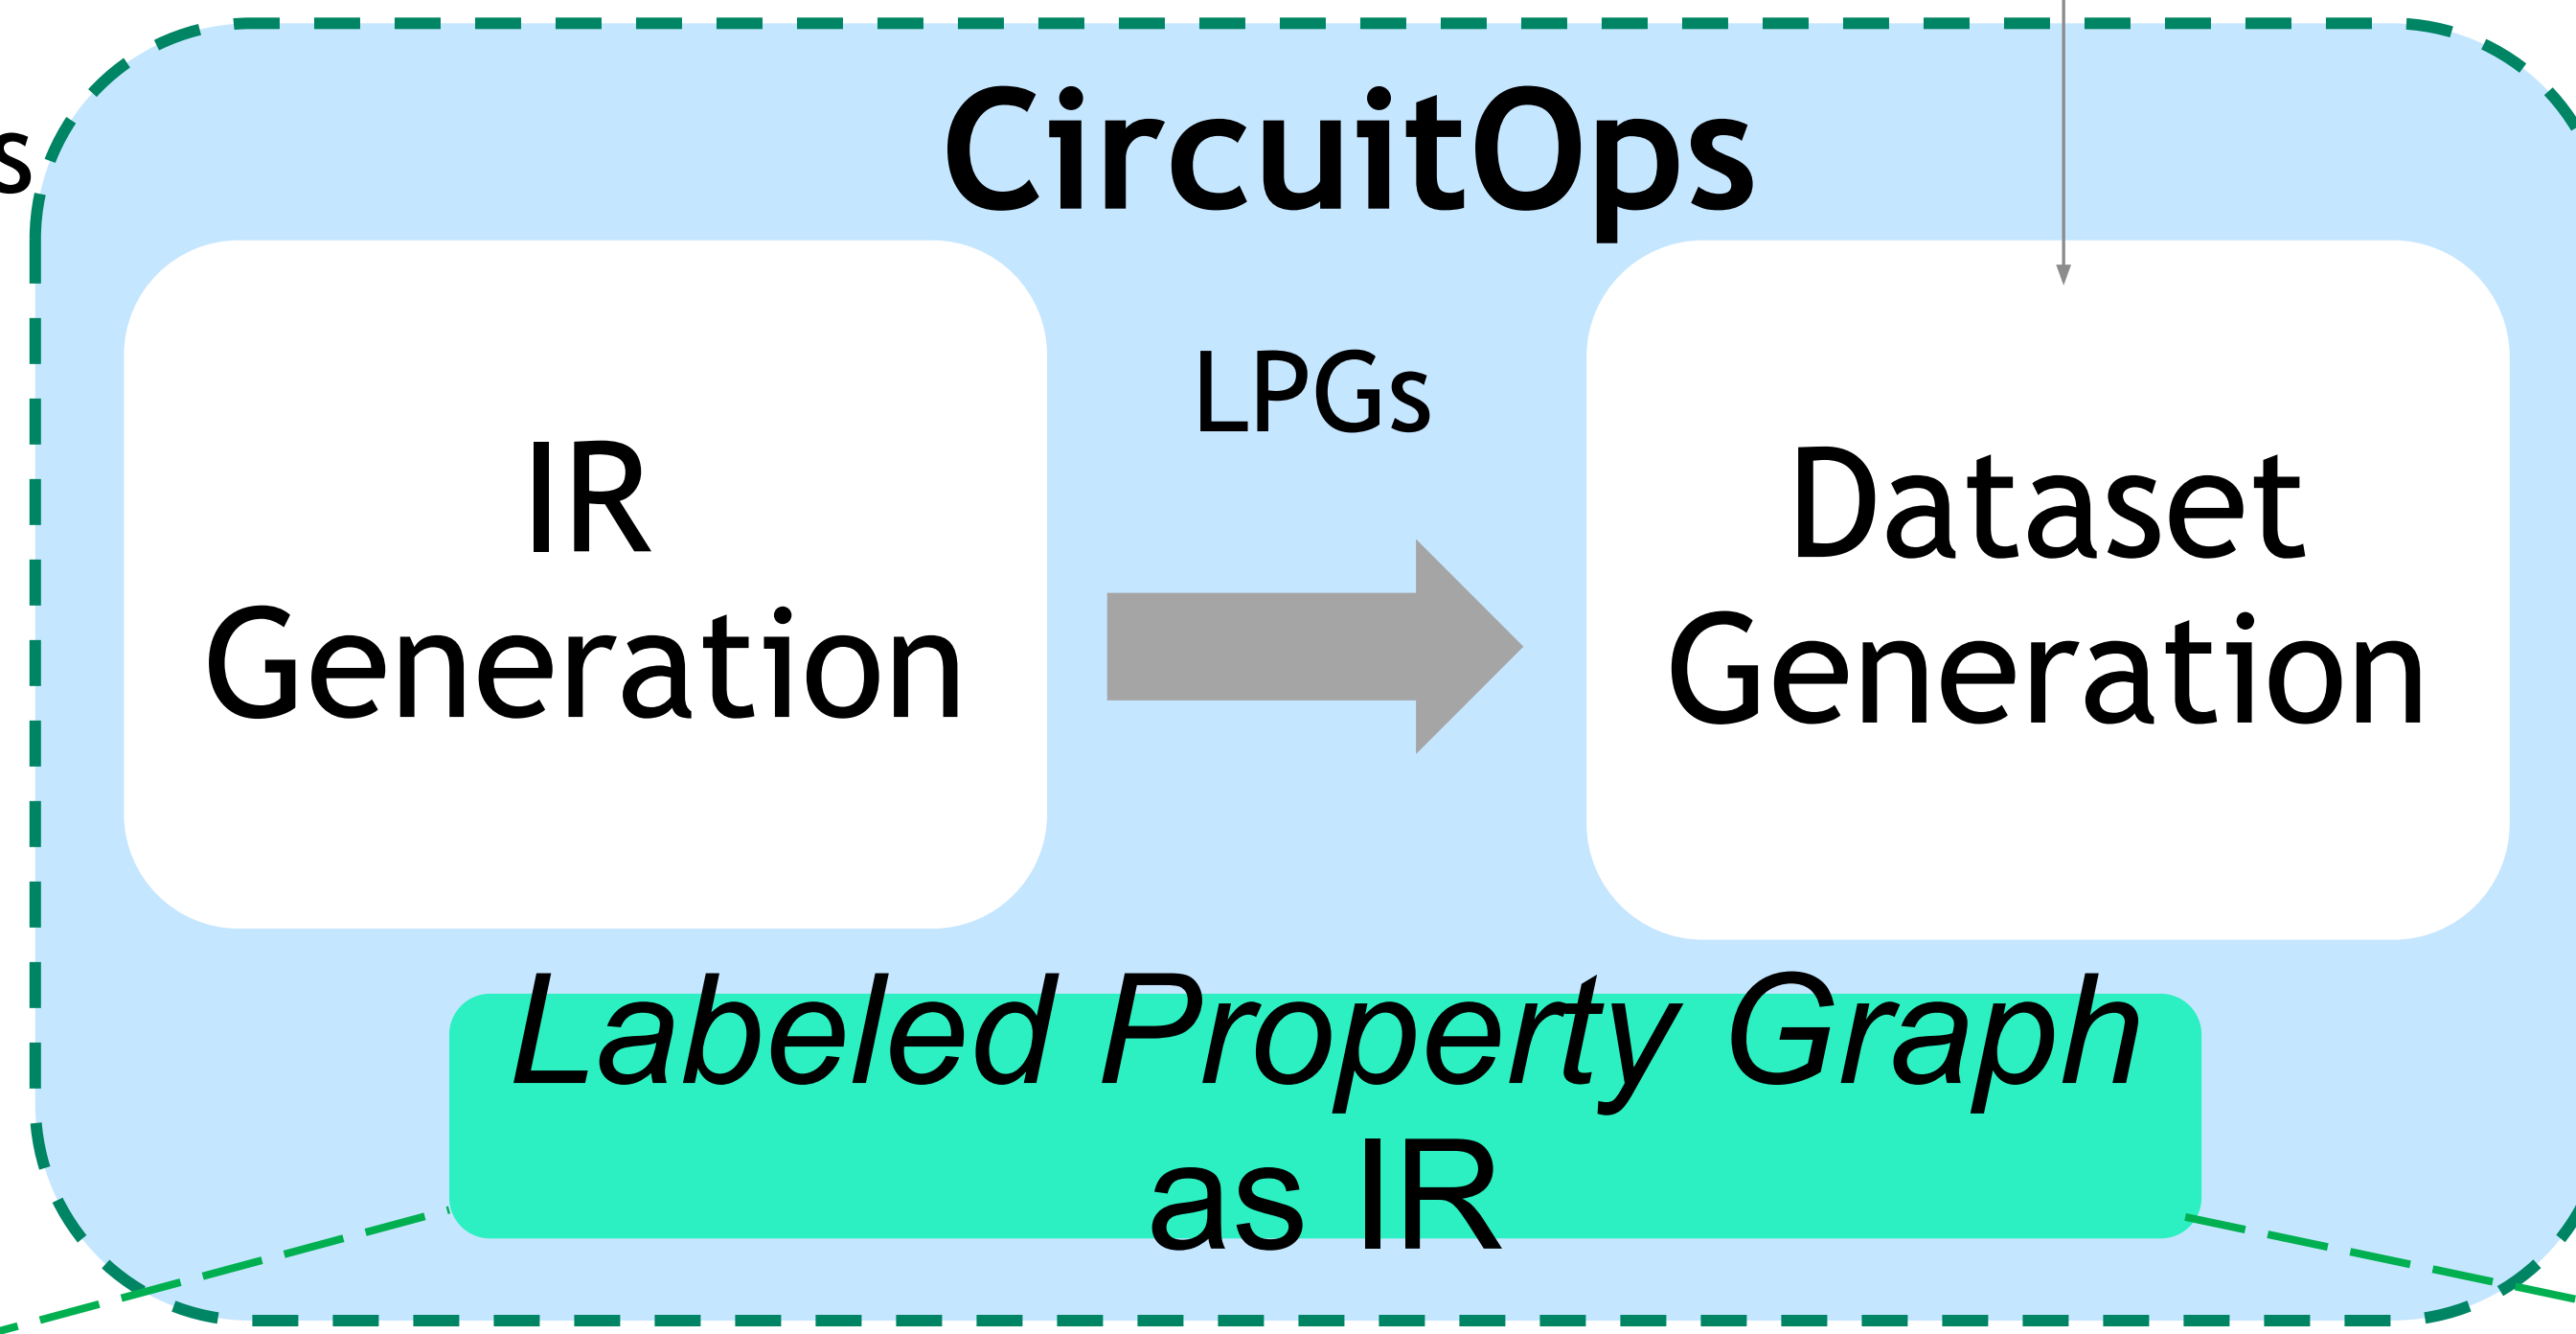 s
CircuitOps
IR
Generation
LPGs
Dataset
Generation
Labeled Property Graph
as IR